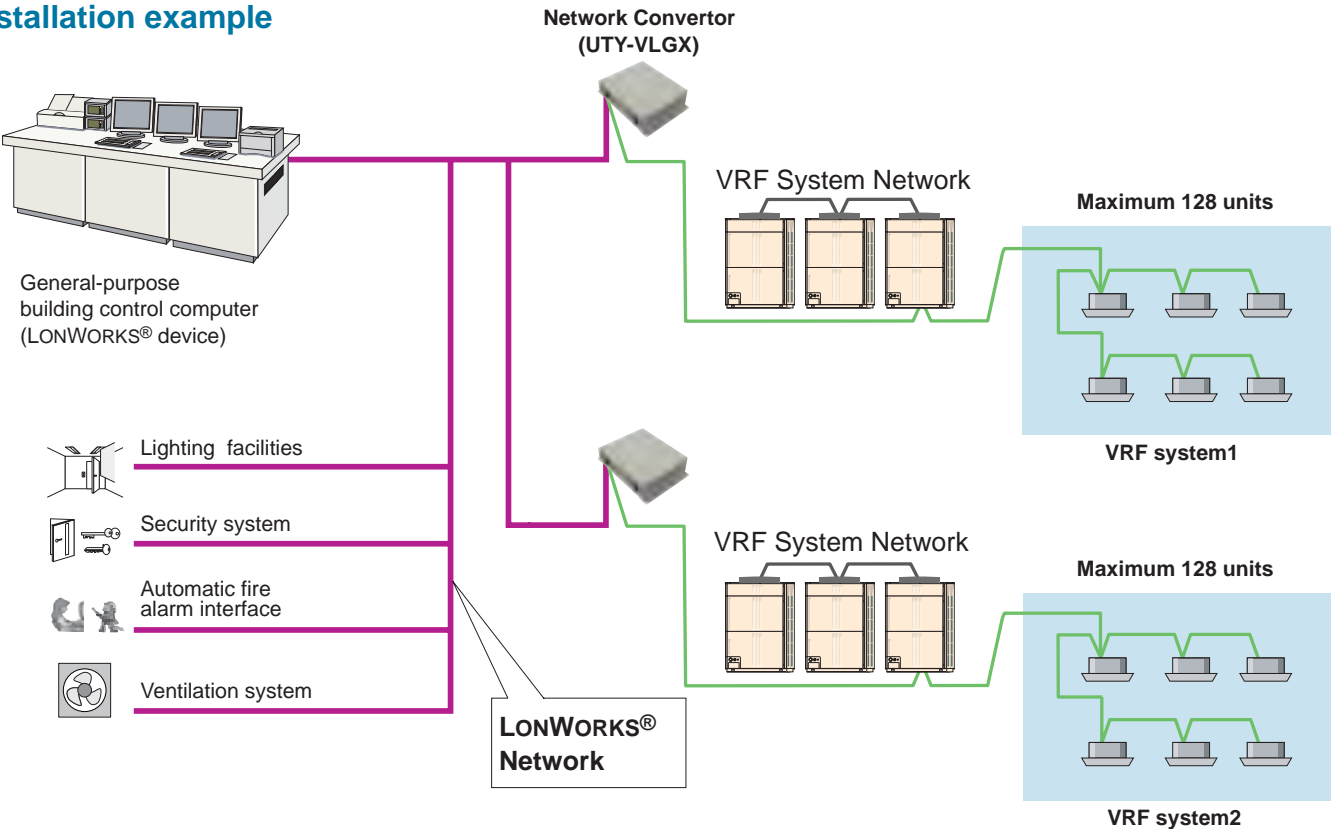 stallation example
Network Convertor
(UTY-VLGX)
General-purpose
building control computer
(LONWORKS® device)
VRF System Network
Maximum 128 units
VRF system1
Lighting facilities
Security system
Automatic fire
alarm interface
Ventilation system
LONWORKS®
Network
VRF System Network
Maximum 128 units
VRF system2